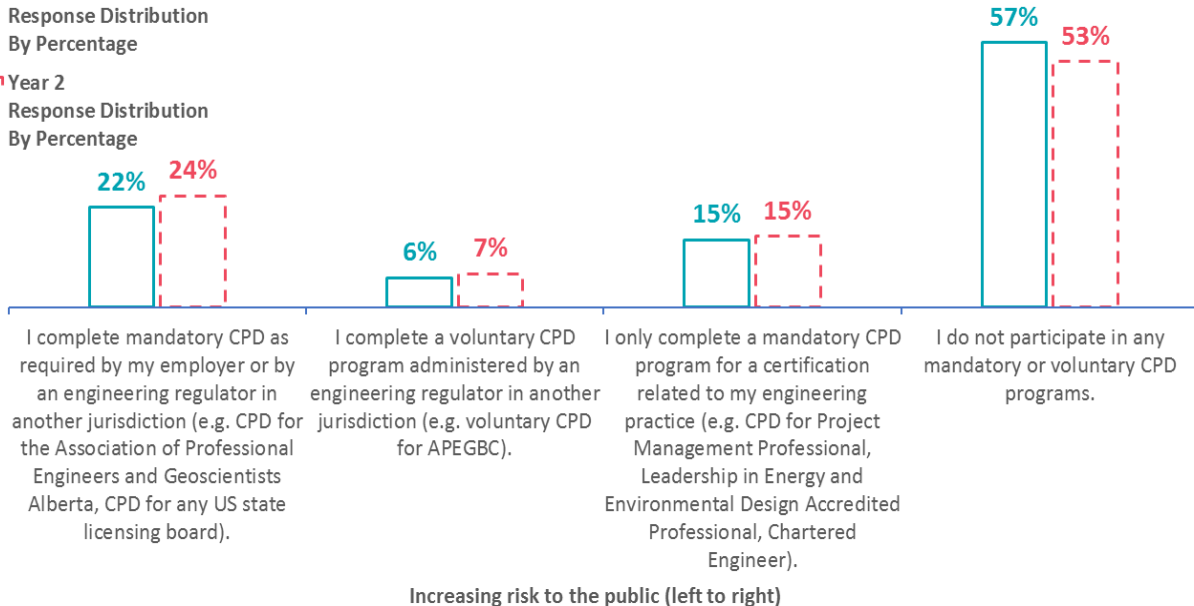 Response Distribution
By Percentage
Year 2
Response Distribution
By Percentage
22%
24%
6%
7%
15%
15%
57%
53%
I complete mandatory CPD as
required by my employer or by
an engineering regulator in
another jurisdiction (e.g. CPD for
the Association of Professional
Engineers and Geoscientists
Alberta, CPD for any US state
licensing board).
I complete a voluntary CPD
program administered by an
engineering regulator in another
jurisdiction (e.g. voluntary CPD
for APEGBC).
I only complete a mandatory CPD
program for a certification
related to my engineering
practice (e.g. CPD for Project
Management Professional,
Leadership in Energy and
Environmental Design Accredited
Professional, Chartered
Engineer).
I do not participate in any
mandatory or voluntary CPD
programs.
Increasing risk to the public (left to right)